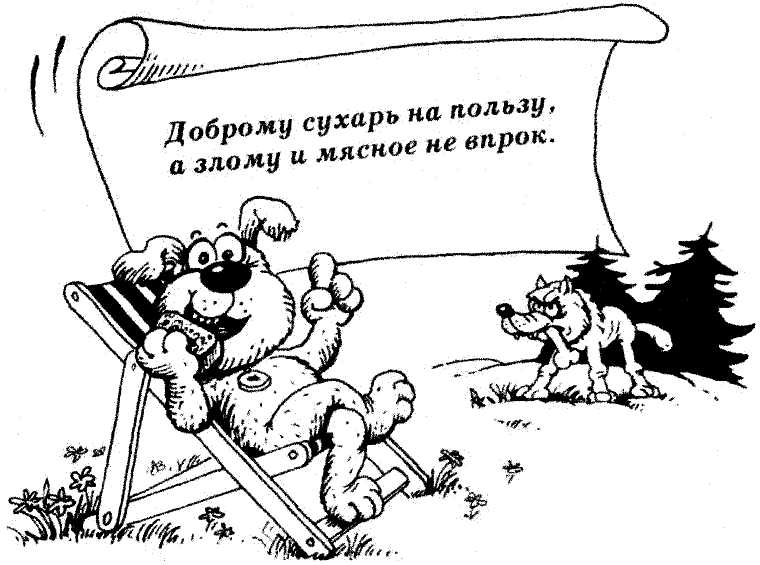 Доброму сухарь на пользу,
а злому и мясное не впрок.